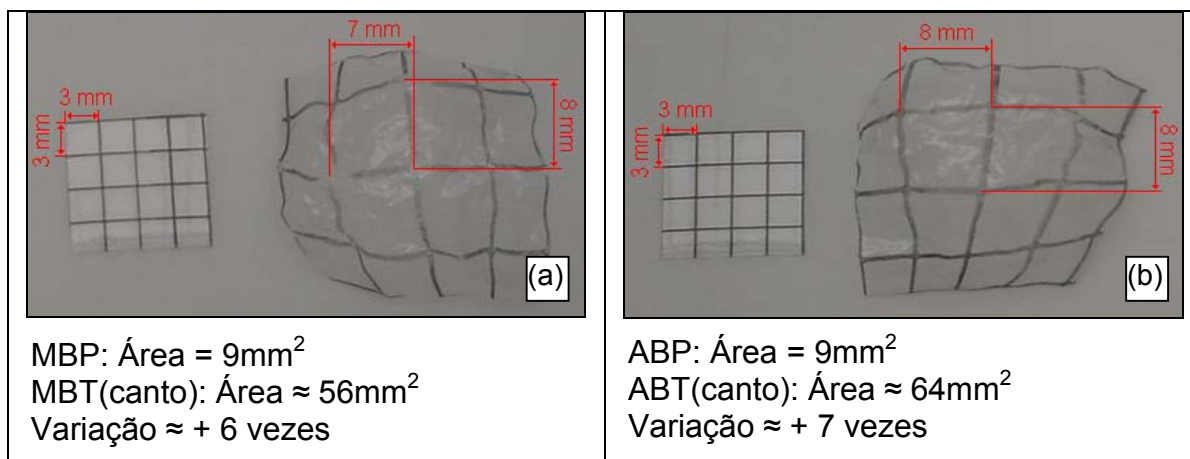 3 mm
3 mm
7 mm
8 mm
(a)
MBP: Área = 9mm²
MBT(canto): Área ≈ 56mm²
Variação ≈ + 6 vezes
3 mm
3 mm
8 mm
8 mm
(b)
ABP: Área = 9mm²
ABT(canto): Área ≈ 64mm²
Variação ≈ + 7 vezes